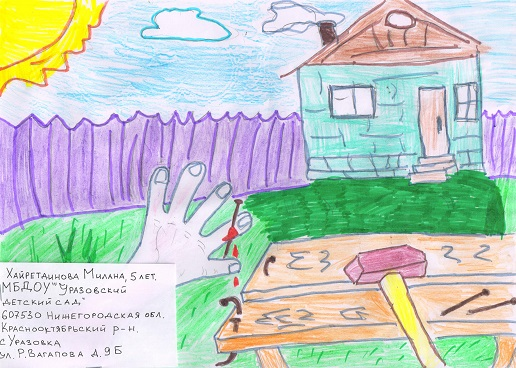 Хайретдинова Милана, 5 лет,
МБДОУ "Уразовский
детский сад"
607530 Нижегородская обл.
Краснооктябрьский р-н.
с Уразовка
ул. Р. Вагапова д. 9Б